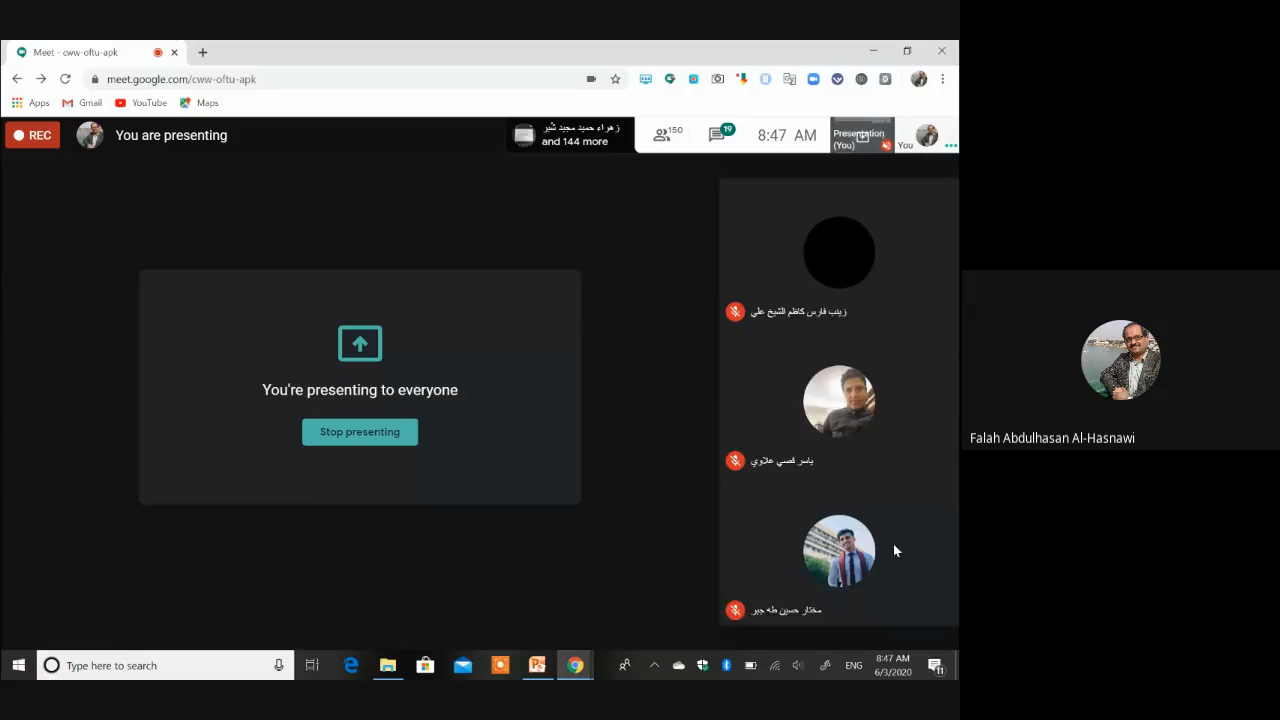 Meet - cww-oftu-apk
meet.google.com/cww-oftu-apk
Apps
Gmail
YouTube
Maps
REC
You are presenting
زهراء حميد مجيد شُبر
and 144 more
150
19
8:47 AM
Presentation
(You)
You
You're presenting to everyone
Stop presenting
زينب فارس كاظم الشيخ علي
ياسر قصي علاوي
مختار حسين طه جبر
Falah Abdulhasan Al-Hasnawi
Type here to search
ENG
8:47 AM
6/3/2020
11